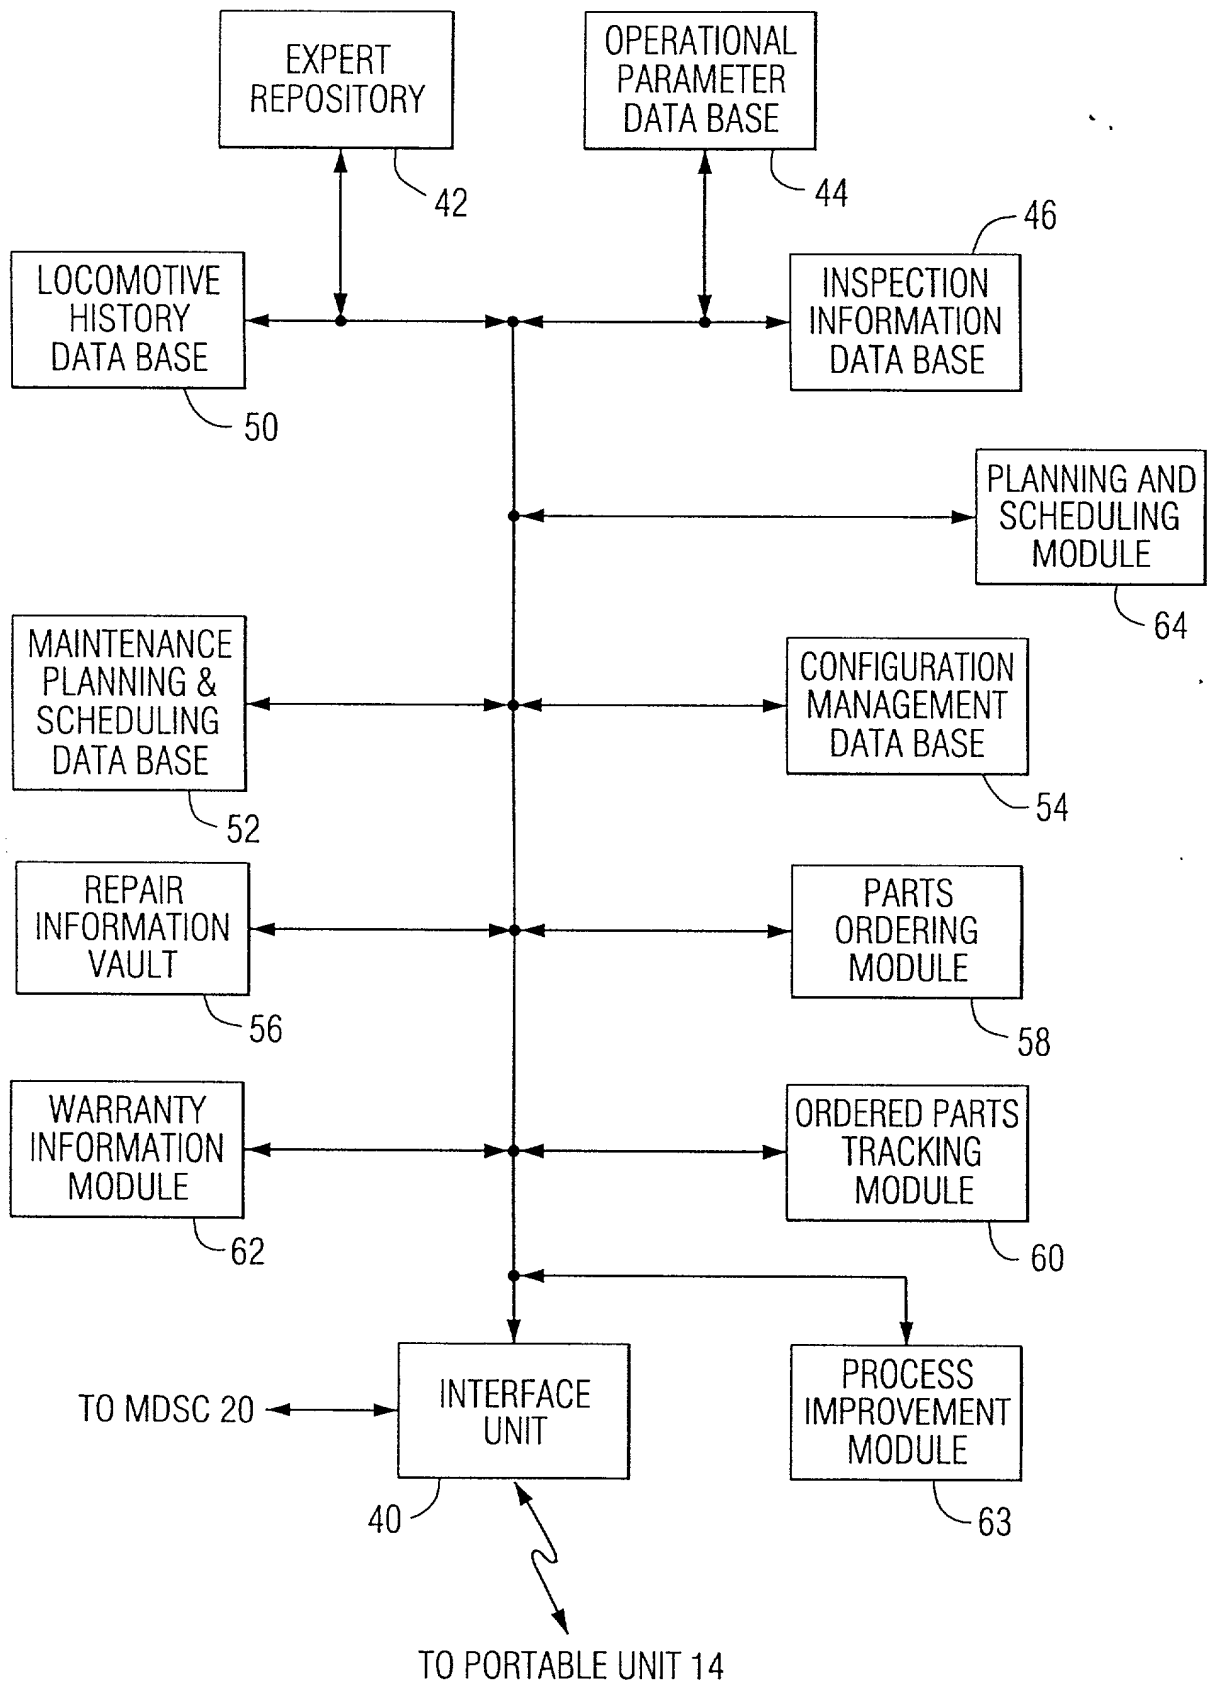 EXPERT
REPOSITORY
42
OPERATIONAL
PARAMETER
DATA BASE
44
LOCOMOTIVE
HISTORY
DATA BASE
50
46
INSPECTION
INFORMATION
DATA BASE
PLANNING AND
SCHEDULING
MODULE
64
MAINTENANCE
PLANNING &
SCHEDULING
DATA BASE
52
CONFIGURATION
MANAGEMENT
DATA BASE
54
REPAIR
INFORMATION
VAULT
56
PARTS
ORDERING
MODULE
58
WARRANTY
INFORMATION
MODULE
62
ORDERED PARTS
TRACKING
MODULE
60
TO MDSC 20
INTERFACE
UNIT
40
PROCESS
IMPROVEMENT
MODULE
63
TO PORTABLE UNIT 14